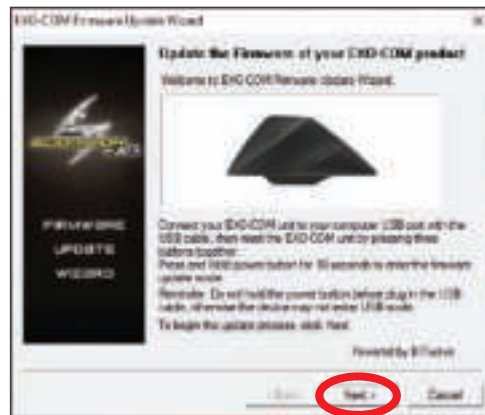 EXO-COM Firmware Update Wizard
Update the Firmware of your EXO-COM product
Welcome to EXO-COM Firmware Update Wizard.
FIRMWARE
UPDATE
WIZARD
Connect your EXO-COM unit to your computer USB port with the
USB cable, then reset the EXO-COM unit by pressing three
buttons together.
Press and Hold power button for 10 seconds to enter the firmware
update mode.
Reminder: Do not hold the power button before plug in the USB
cable, otherwise the device may not enter USB mode.
To begin the update process, click Next.
Powered by
Next >
Cancel